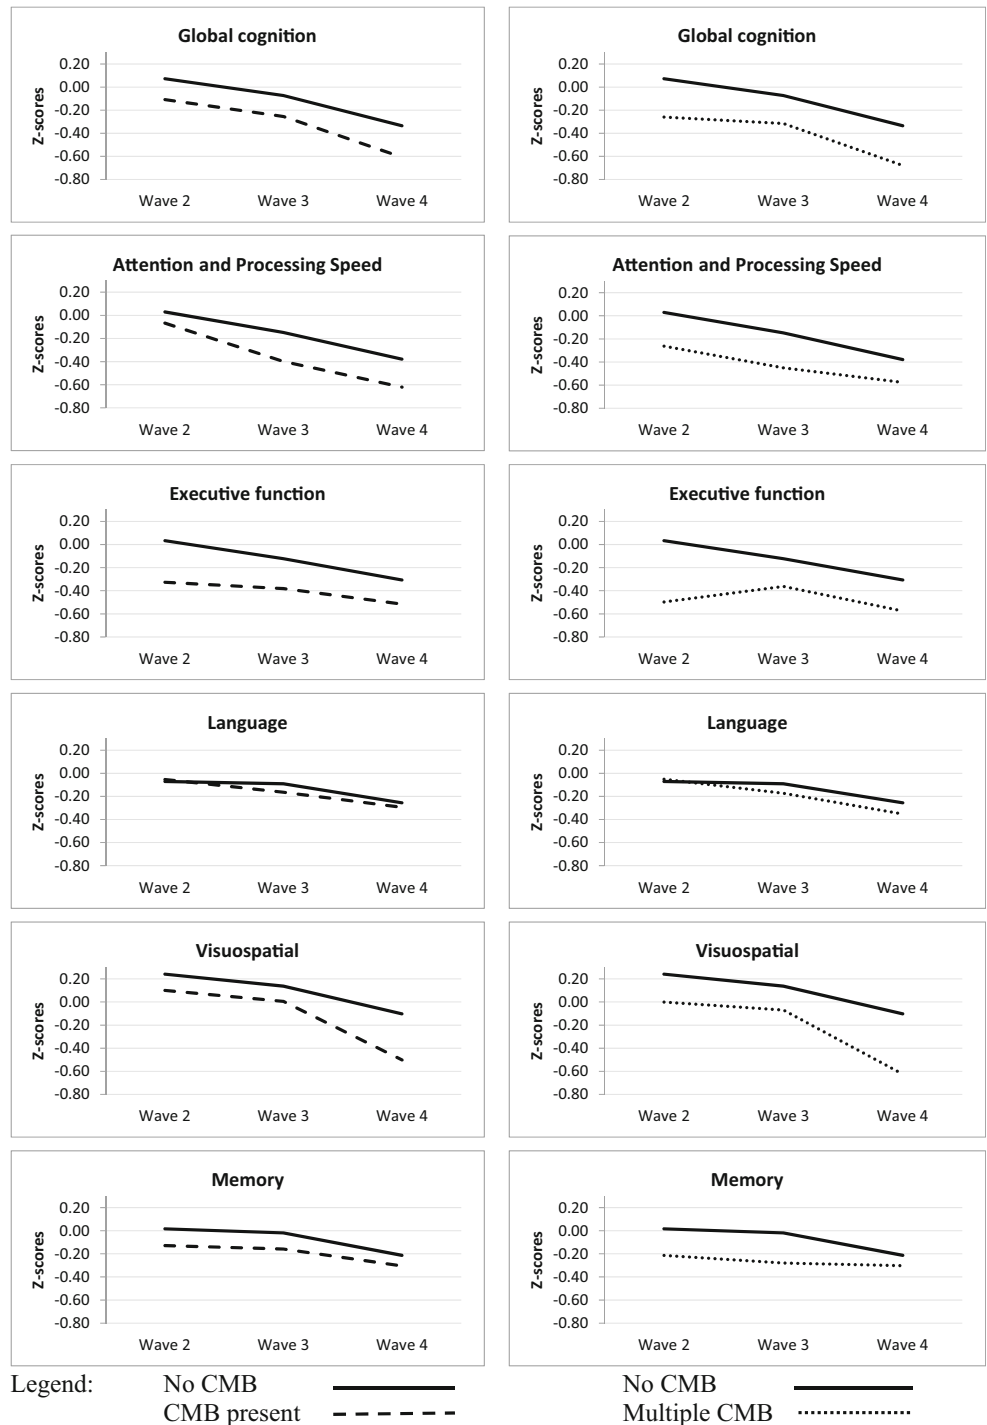 Global cognition
Z-scores
0.20
0.00
-0.20
-0.40
-0.60
-0.80
Wave 2 Wave 3 Wave 4
Global cognition
Z-scores
0.20
0.00
-0.20
-0.40
-0.60
-0.80
Wave 2 Wave 3 Wave 4
Attention and Processing Speed
Z-scores
0.20
0.00
-0.20
-0.40
-0.60
-0.80
Wave 2 Wave 3 Wave 4
Attention and Processing Speed
Z-scores
0.20
0.00
-0.20
-0.40
-0.60
-0.80
Wave 2 Wave 3 Wave 4
Executive function
Z-scores
0.20
0.00
-0.20
-0.40
-0.60
-0.80
Wave 2 Wave 3 Wave 4
Executive function
Z-scores
0.20
0.00
-0.20
-0.40
-0.60
-0.80
Wave 2 Wave 3 Wave 4
Language
Z-scores
0.20
0.00
-0.20
-0.40
-0.60
-0.80
Wave 2 Wave 3 Wave 4
Language
Z-scores
0.20
0.00
-0.20
-0.40
-0.60
-0.80
Wave 2 Wave 3 Wave 4
Visuospatial
Z-scores
0.20
0.00
-0.20
-0.40
-0.60
-0.80
Wave 2 Wave 3 Wave 4
Visuospatial
Z-scores
0.20
0.00
-0.20
-0.40
-0.60
-0.80
Wave 2 Wave 3 Wave 4
Memory
Z-scores
0.20
0.00
-0.20
-0.40
-0.60
-0.80
Wave 2 Wave 3 Wave 4
Memory
Z-scores
0.20
0.00
-0.20
-0.40
-0.60
-0.80
Wave 2 Wave 3 Wave 4
Legend: No CMB No CMB
CMB present Multiple CMB